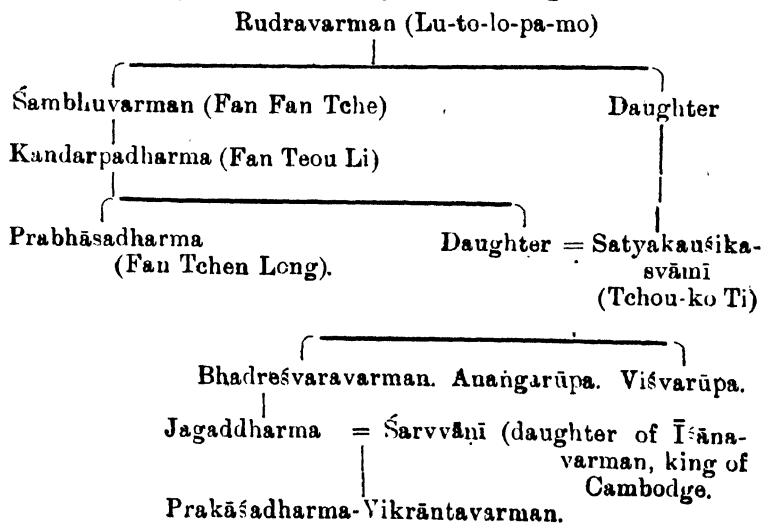 Rudravarman (Lu-to-lo-pa-mo)
Śambhuvarman (Fan Fan Tche) Daughter
Kandarpadharma (Fan Teou Li)
Prabhāsadharma Daughter = Satyakauśika-
(Fan Tchen Long). svāmī
(Tchou-ko Ti)
Bhadreśvaravarman. Anaṅgarūpa. Viśvarūpa.
Jagaddharma = Śarvvāṇī (daughter of Īśāna-
varman, king of
Cambodge.
Prakāśadharma-Vikrāntavarman.